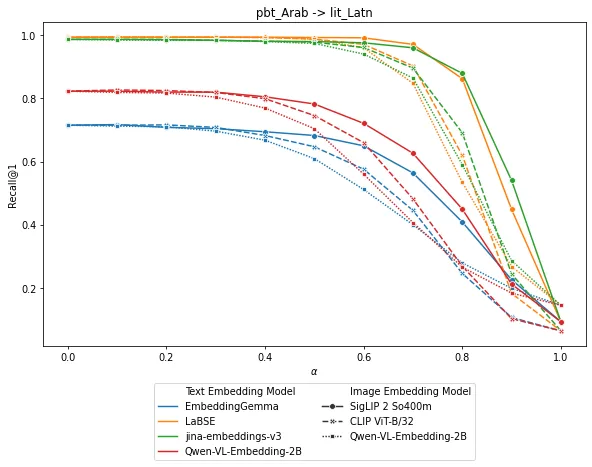 pbt_Arab -> lit_Latn
Recall@1
1.0
0.8
0.6
0.4
0.2
0.0 0.2 0.4 0.6 0.8 1.0
α
Text Embedding Model
EmbeddingGemma
LaBSE
jina-embeddings-v3
Qwen-VL-Embedding-2B
Image Embedding Model
SigLIP 2 So400m
CLIP ViT-B/32
Qwen-VL-Embedding-2B